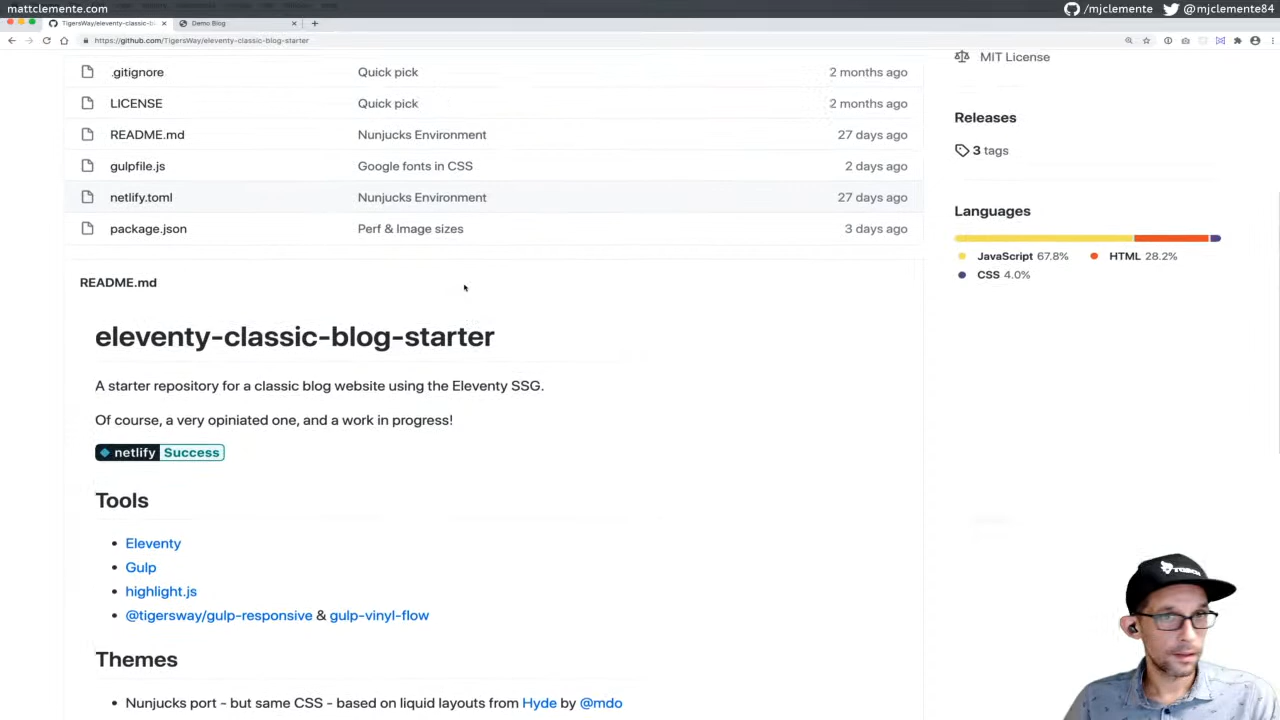 mattclemente.com
/mjclemente @mjclemente84
TigersWay/eleventy-classic-bl
Demo Blog
https://github.com/TigersWay/eleventy-classic-blog-starter
.gitignore Quick pick 2 months ago
MIT License
LICENSE Quick pick 2 months ago
Releases
README.md Nunjucks Environment 27 days ago
3 tags
gulpfile.js Google fonts in CSS 2 days ago
netlify.toml Nunjucks Environment 27 days ago
Languages
package.json Perf & Image sizes 3 days ago
JavaScript 67.8% HTML 28.2%
CSS 4.0%
README.md
eleventy-classic-blog-starter
A starter repository for a classic blog website using the Eleventy SSG.
Of course, a very opiniated one, and a work in progress!
netlify Success
Tools
Eleventy
Gulp
highlight.js
@tigersway/gulp-responsive & gulp-vinyl-flow
Themes
Nunjucks port - but same CSS - based on liquid layouts from Hyde by @mdo